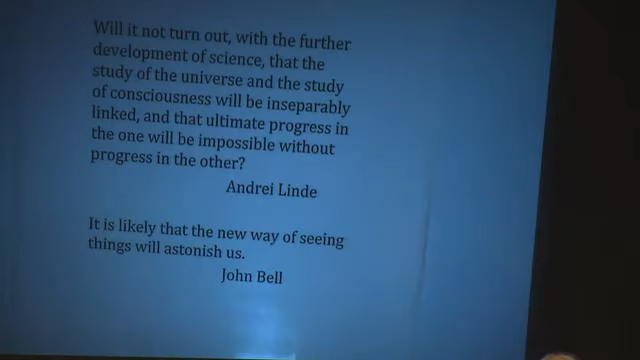 Will it not turn out, with the further
development of science, that the
study of the universe and the study
of consciousness will be inseparably
linked, and that ultimate progress in
the one will be impossible without
progress in the other?
Andrei Linde
It is likely that the new way of seeing
things will astonish us.
John Bell